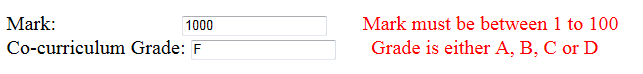 Mark: 1000 Mark must be between 1 to 100
Co-curriculum Grade: F Grade is either A, B, C or D